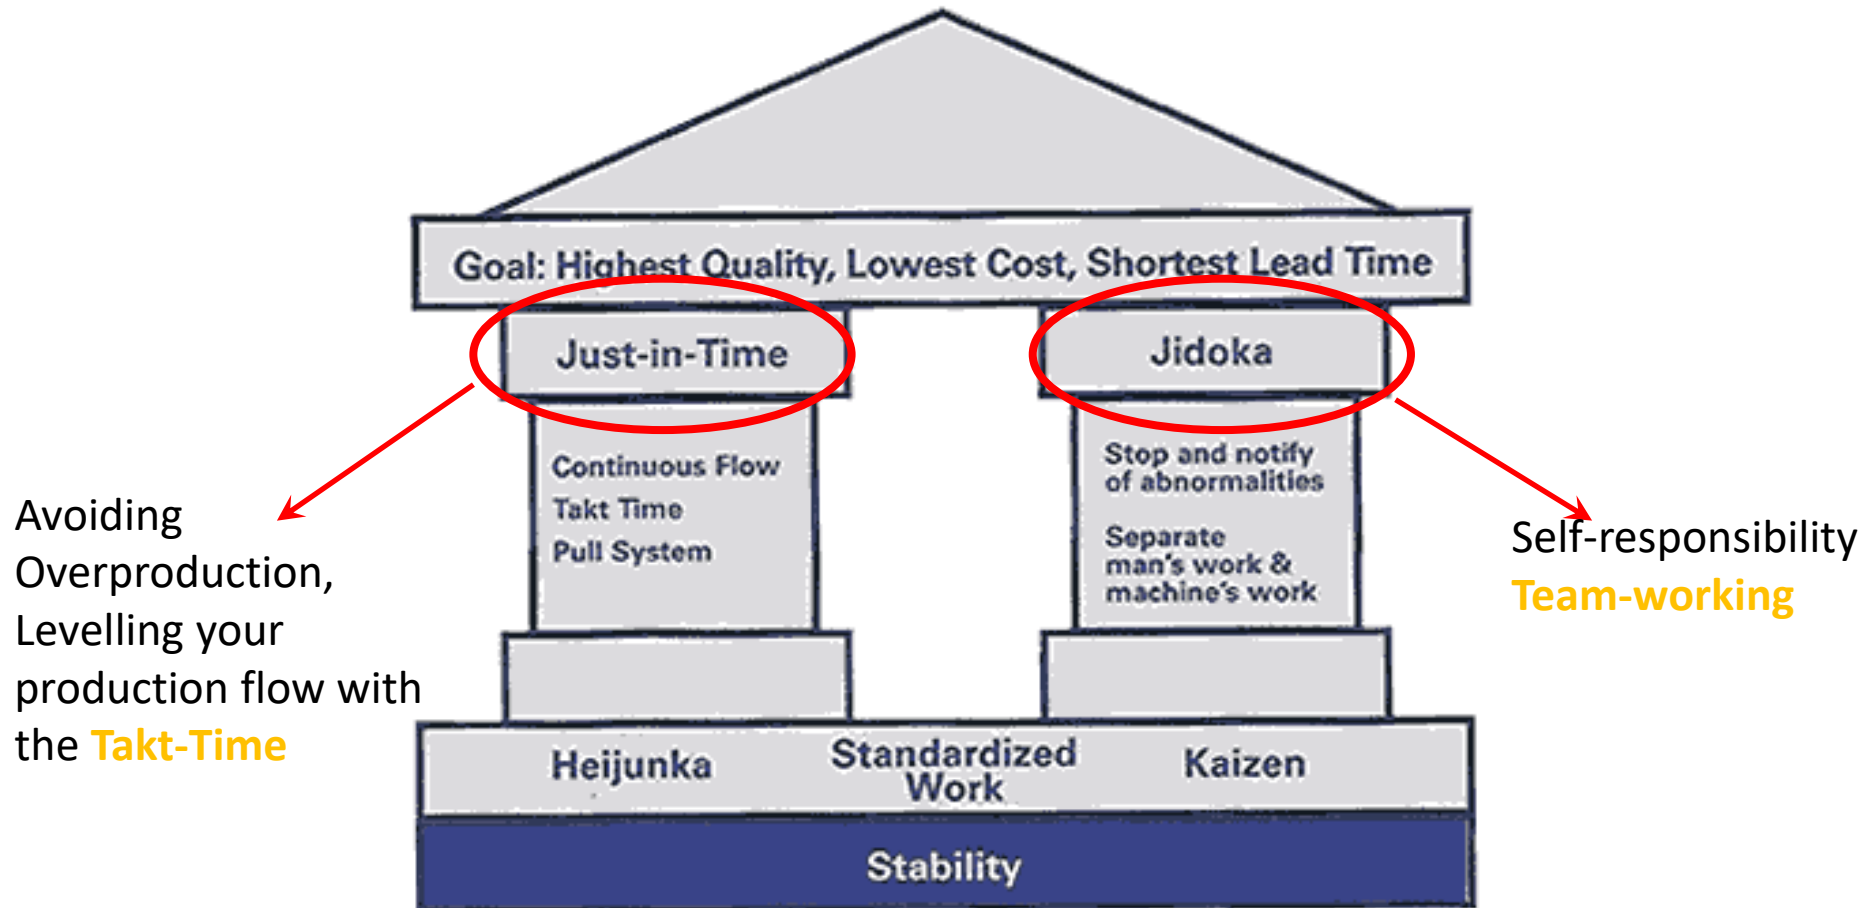 Goal: Highest Quality, Lowest Cost, Shortest Lead Time
Just-in-Time
Jidoka
Continuous Flow
Takt Time
Pull System
Stop and notify
of abnormalities
Separate
man's work &
machine's work
Avoiding
Overproduction,
Levelling your
production flow with
the Takt-Time
Self-responsibility
Team-working
Heijunka
Standardized
Work
Kaizen
Stability